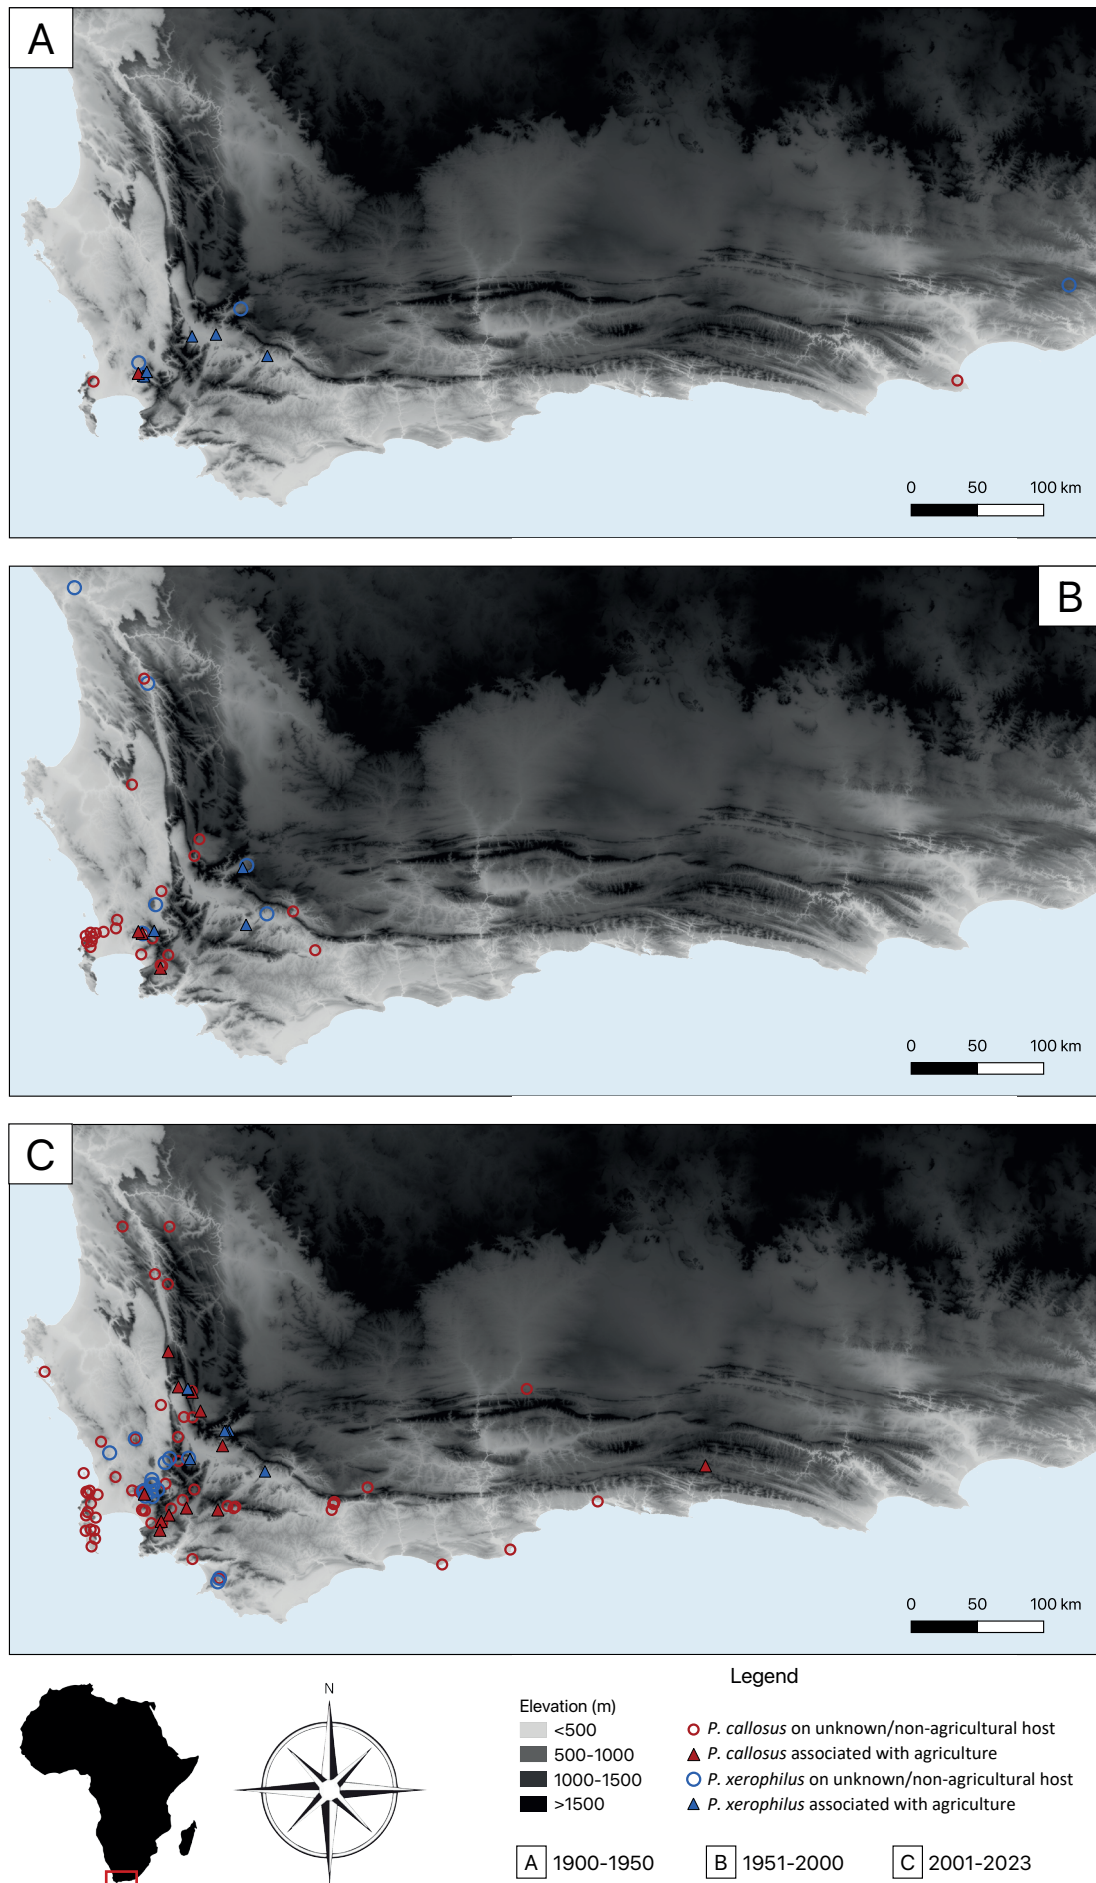 A
0 50 100 km
B
0 50 100 km
C
0 50 100 km
N
Legend
Elevation (m)
<500
500-1000
1000-1500
>1500
P. callosus on unknown/non-agricultural host
P. callosus associated with agriculture
P. xerophilus on unknown/non-agricultural host
P. xerophilus associated with agriculture
A 1900-1950 B 1951-2000 C 2001-2023